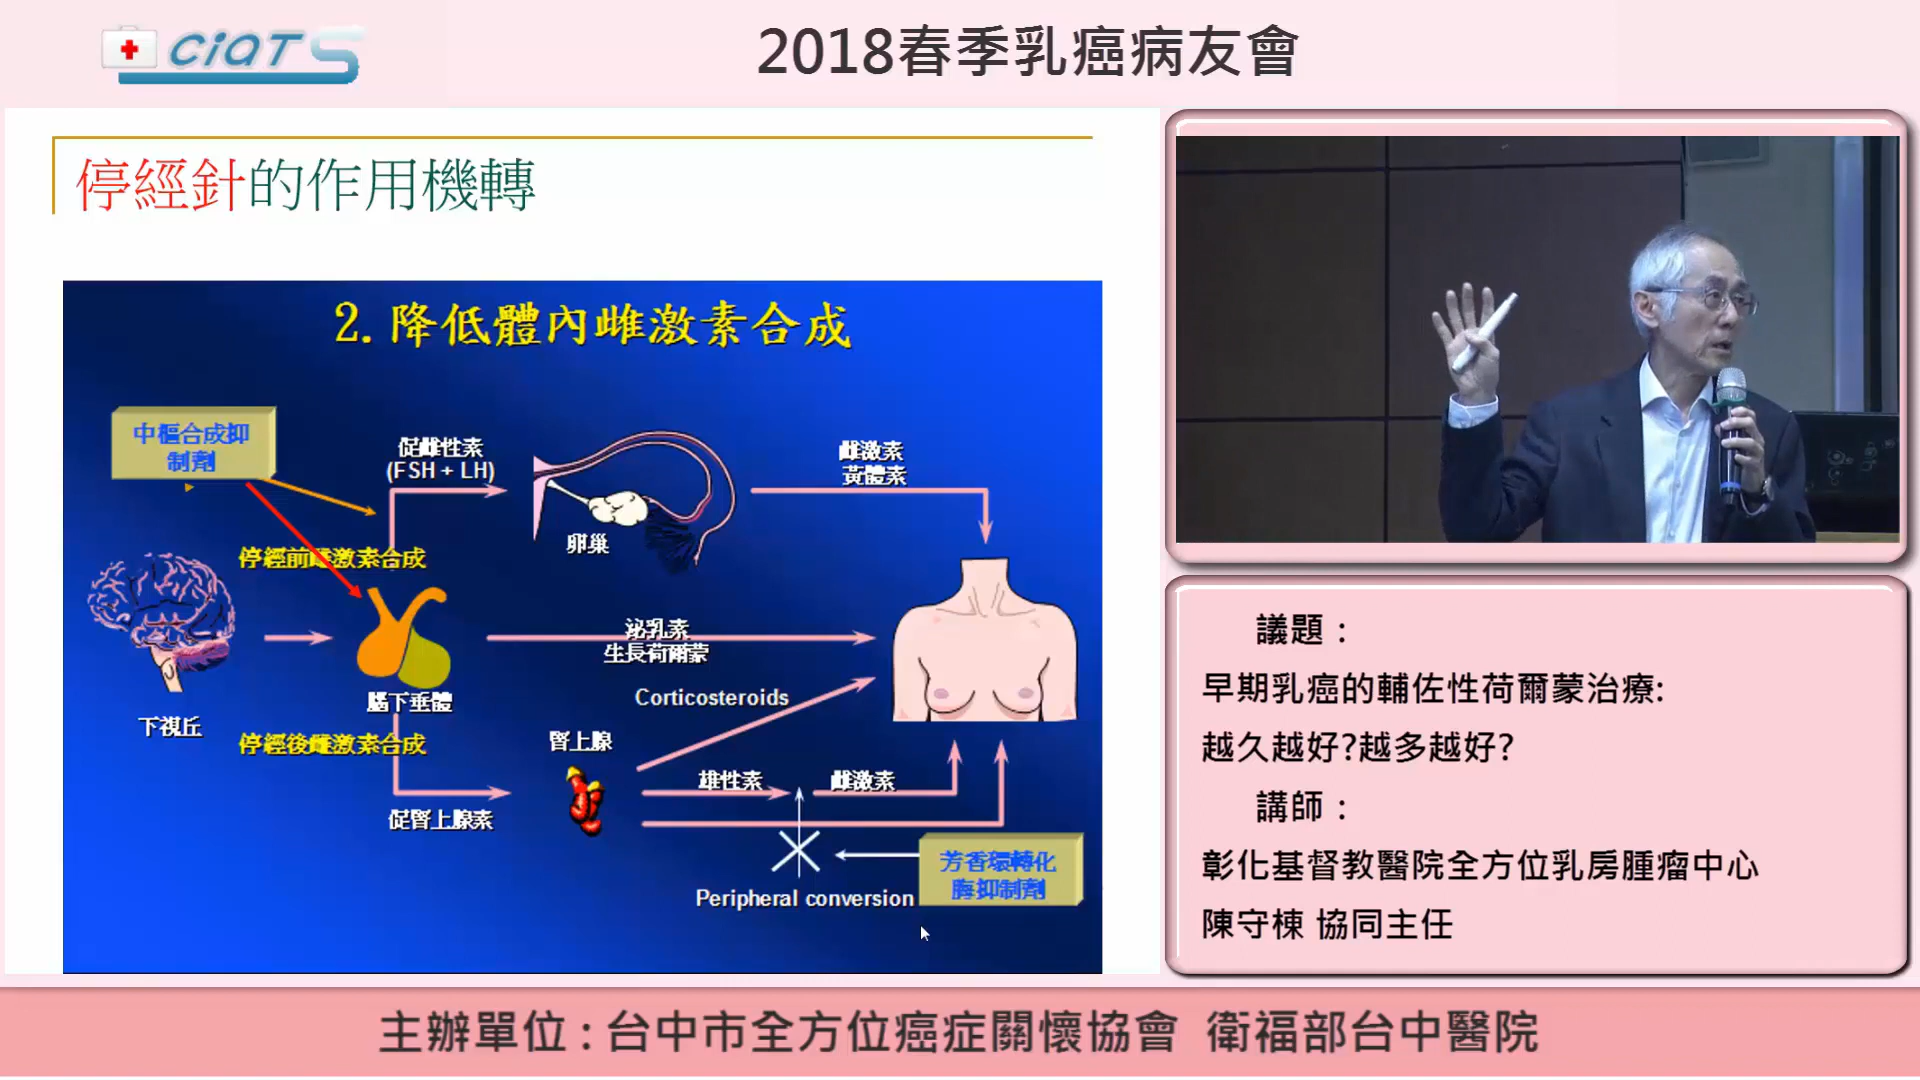 CiQTS
2018春季乳癌病友會
停經針的作用機轉
2.降低體內雌激素合成
中樞合成抑
制劑
促雌性素
(FSH + LH)
卵巢
雌激素
黃體素
停經前雌激素合成
下視丘
腦下垂體
泌乳素
生長荷爾蒙
Corticosteroids
停經後雌激素合成
腎上腺
促腎上腺素
雄性素
雌激素
芳香環轉化
酶抑制劑
Peripheral conversion
議題：
早期乳癌的輔佐性荷爾蒙治療:
越久越好?越多越好?
講師：
彰化基督教醫院全方位乳房腫瘤中心
陳守棟 協同主任
主辦單位 : 台中市全方位癌症關懷協會 衛福部台中醫院